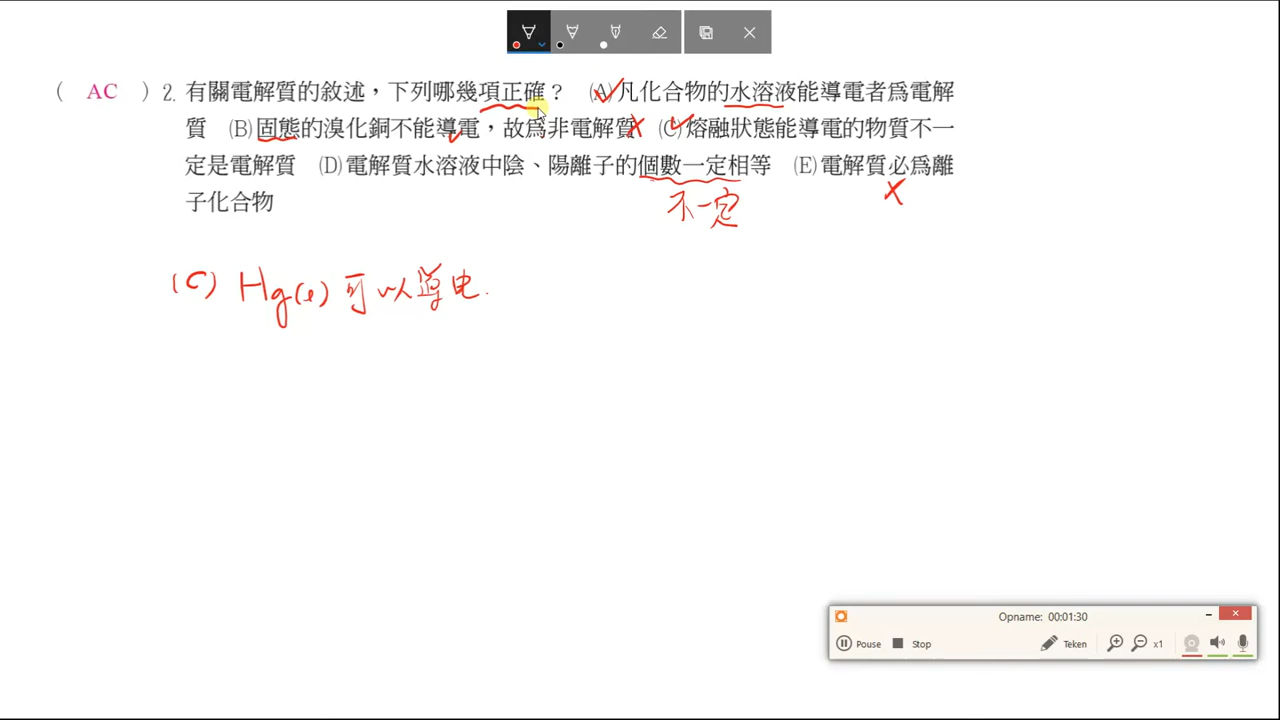 ( AC ) 2. 有關電解質的敘述，下列哪幾項正確？ (A)凡化合物的水溶液能導電者為電解
質 (B)固態的溴化銅不能導電，故為非電解質 (C)熔融狀態能導電的物質不一
定是電解質 (D)電解質水溶液中陰、陽離子的個數一定相等 (E)電解質必為離
子化合物
不一定
(C) Hg(l) 可以導电.
Opname: 00:01:30
Pause Stop Teken x1